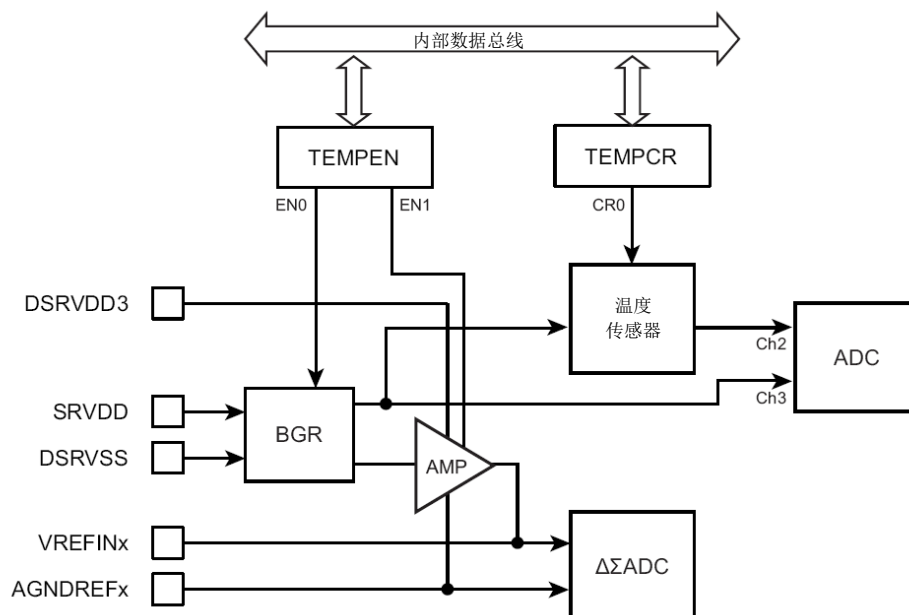 内部数据总线
TEMPEN
TEMPCR
EN0
EN1
CR0
DSRVDD3
温度
传感器
Ch2
ADC
Ch3
SRVDD
BGR
DSRVSS
AMP
VREFINx
ΔΣADC
AGNDREFx